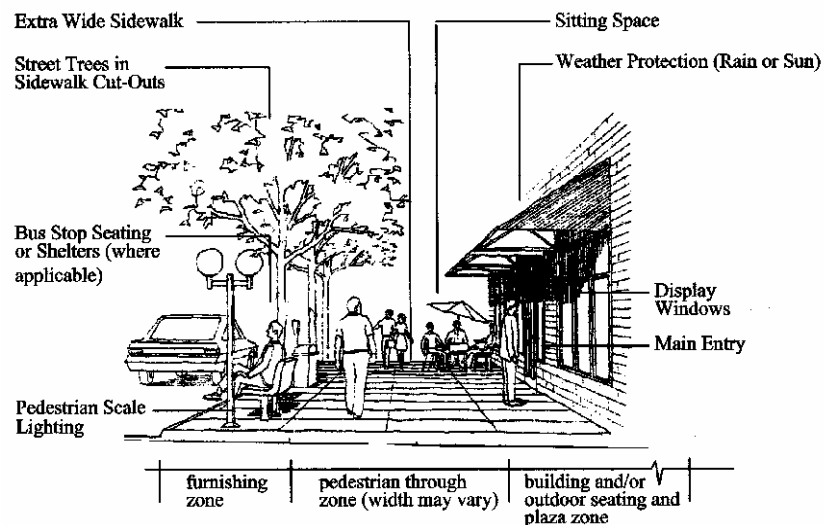 Extra Wide Sidewalk
Sitting Space
Street Trees in
Sidewalk Cut-Outs
Weather Protection (Rain or Sun)
Bus Stop Seating
or Shelters (where
applicable)
Display
Windows
Main Entry
Pedestrian Scale
Lighting
furnishing
zone
pedestrian through
zone (width may vary)
building and/or
outdoor seating and
plaza zone